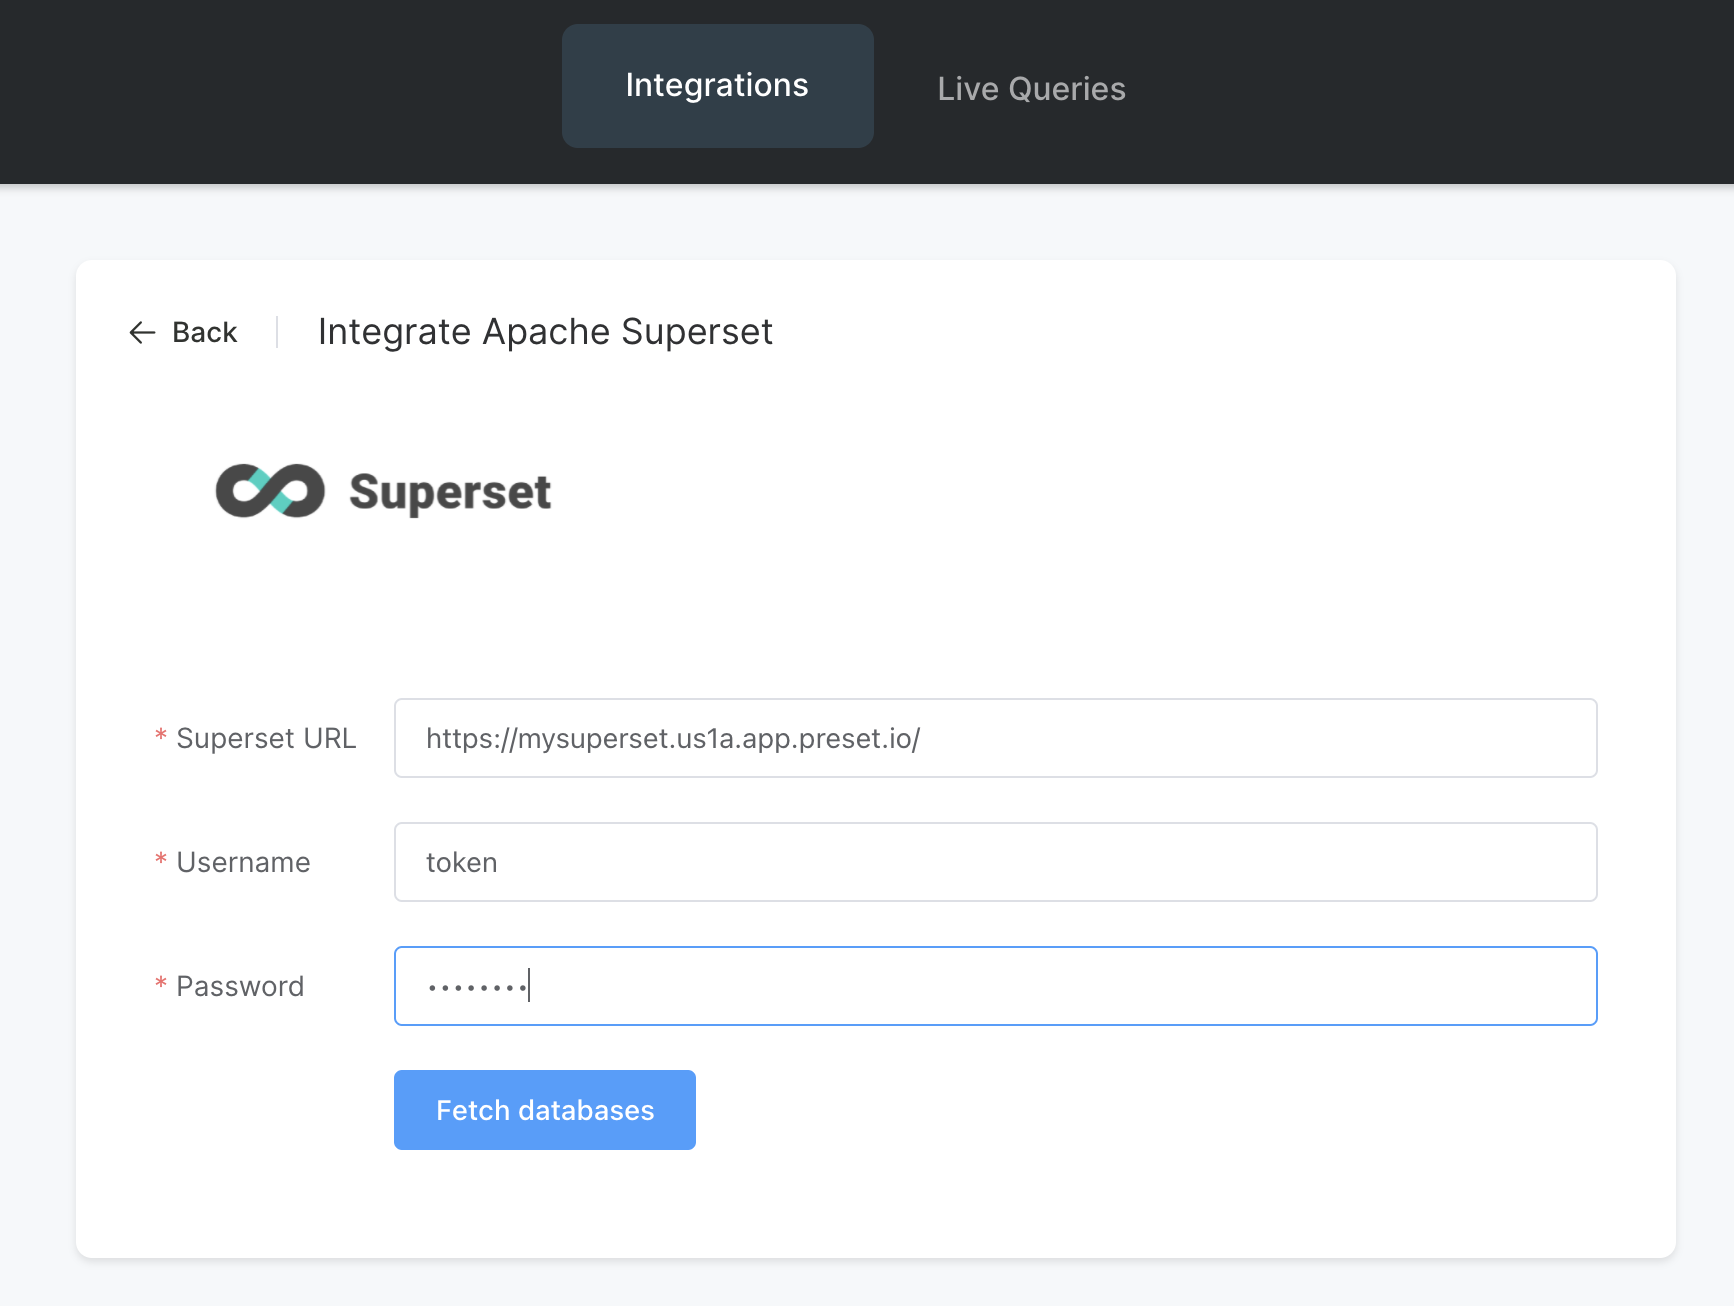 Integrations
Live Queries
← Back
Integrate Apache Superset
Superset
* Superset URL
https://mysuperset.us1a.app.preset.io/
* Username
token
* Password
••••••••
Fetch databases